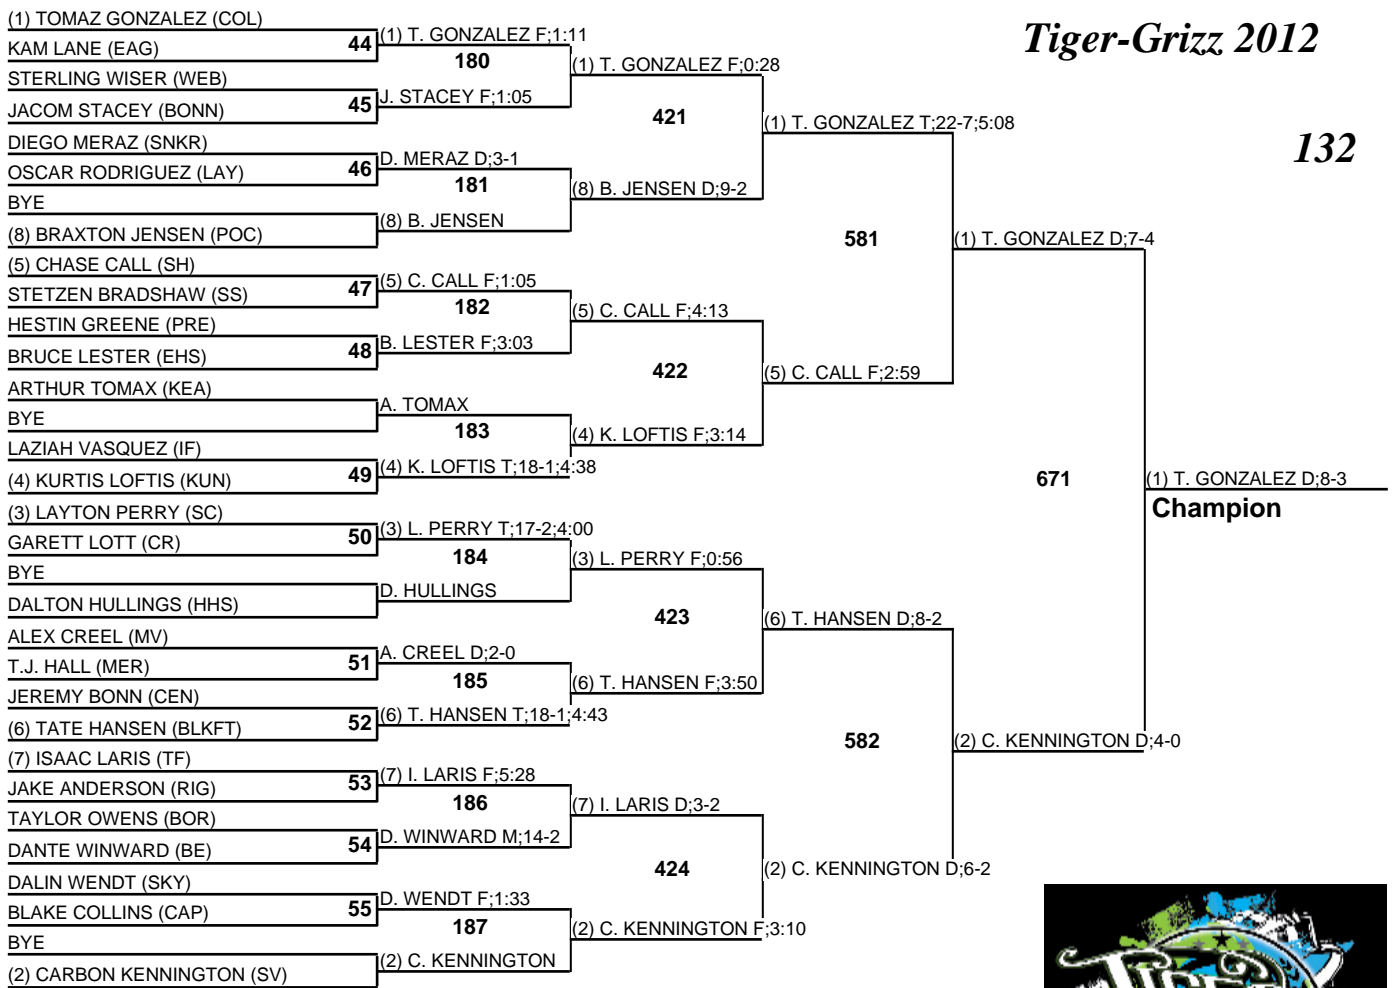 Tiger-Grizz 2012
132
(1) TOMAZ GONZALEZ (COL)
KAM LANE (EAG)
STERLING WISER (WEB)
JACOM STACEY (BONN)
DIEGO MERAZ (SNKR)
OSCAR RODRIGUEZ (LAY)
BYE
(8) BRAXTON JENSEN (POC)
(5) CHASE CALL (SH)
STETZEN BRADSHAW (SS)
HESTIN GREENE (PRE)
BRUCE LESTER (EHS)
ARTHUR TOMAX (KEA)
BYE
LAZIAH VASQUEZ (IF)
(4) KURTIS LOFTIS (KUN)
(3) LAYTON PERRY (SC)
GARETT LOTT (CR)
BYE
DALTON HULLINGS (HHS)
ALEX CREEL (MV)
T.J. HALL (MER)
JEREMY BONN (CEN)
(6) TATE HANSEN (BLKFT)
(7) ISAAC LARIS (TF)
JAKE ANDERSON (RIG)
TAYLOR OWENS (BOR)
DANTE WINWARD (BE)
DALIN WENDT (SKY)
BLAKE COLLINS (CAP)
BYE
(2) CARBON KENNINGTON (SV)
44
45
46
47
48
49
50
51
52
53
54
55
(1) T. GONZALEZ F;1:11
180
J. STACEY F;1:05
D. MERAZ D;3-1
181
(8) B. JENSEN
(5) C. CALL F;1:05
182
B. LESTER F;3:03
A. TOMAX
183
(4) K. LOFTIS T;18-1;4:38
(3) L. PERRY T;17-2;4:00
184
D. HULLINGS
A. CREEL D;2-0
185
(6) T. HANSEN T;18-1;4:43
(7) I. LARIS F;5:28
186
D. WINWARD M;14-2
D. WENDT F;1:33
187
(2) C. KENNINGTON
(1) T. GONZALEZ F;0:28
421
(8) B. JENSEN D;9-2
(5) C. CALL F;4:13
422
(4) K. LOFTIS F;3:14
(3) L. PERRY F;0:56
423
(6) T. HANSEN F;3:50
(7) I. LARIS D;3-2
424
(2) C. KENNINGTON F;3:10
(1) T. GONZALEZ T;22-7;5:08
581
(5) C. CALL F;2:59
(6) T. HANSEN D;8-2
582
(2) C. KENNINGTON D;6-2
(1) T. GONZALEZ D;7-4
671
(2) C. KENNINGTON D;4-0
(1) T. GONZALEZ D;8-3
Champion